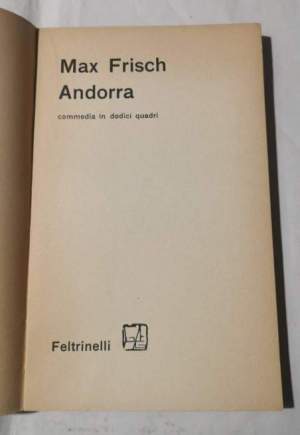 Max Frisch
Andorra
commedia in dodici quadri
Feltrinelli